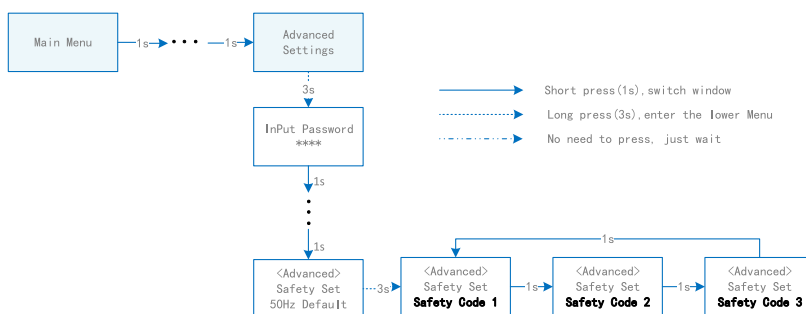 Main Menu
1s
1s
Advanced
Settings
3s
Short press(1s),switch window
Long press(3s),enter the lower Menu
No need to press, just wait
InPut Password
****
1s
1s
1s
<Advanced>
Safety Set
50Hz Default
3s
<Advanced>
Safety Set
Safety Code 1
1s
<Advanced>
Safety Set
Safety Code 2
1s
<Advanced>
Safety Set
Safety Code 3